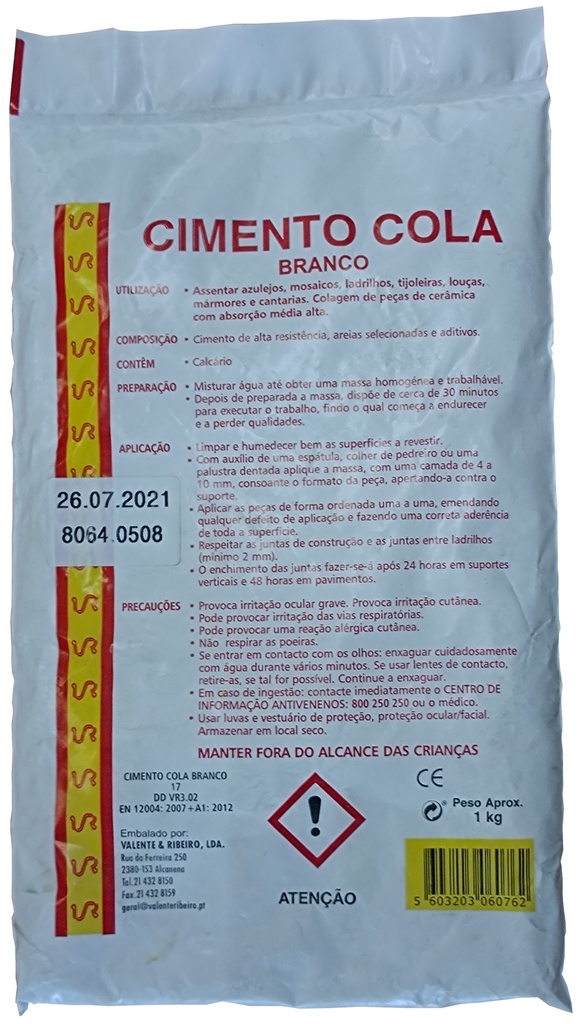 CIMENTO COLA
BRANCO
UTILIZAÇÃO • Assentar azulejos, mosaicos, ladrilhos, tijoleiras, louças,
mármores e cantarias. Colagem de peças de cerâmica
com absorção média alta.
COMPOSIÇÃO • Cimento de alta resistência, areias selecionadas e aditivos.
CONTÊM • Calcário
PREPARAÇÃO • Misturar água até obter uma massa homogénea e trabalhável.
• Depois de preparada a massa, dispõe de cerca de 30 minutos
para executar o trabalho, findo o qual começa a endurecer
e a perder qualidades.
APLICAÇÃO • Limpar e humedecer bem as superfícies a revestir.
• Com auxílio de uma espátula, colher de pedreiro ou uma
palustra dentada aplique a massa, com uma camada de 4 a
10 mm, consoante o formato da peça, apertando-a contra o
suporte.
• Aplicar as peças de forma ordenada uma a uma, emendando
qualquer defeito de aplicação e fazendo uma correta aderência
de toda a superfície.
• Respeitar as juntas de construção e as juntas entre ladrilhos
(mínimo 2 mm).
• O enchimento das juntas fazer-se-á após 24 horas em suportes
verticais e 48 horas em pavimentos.
26.07.2021
8064.0508
PRECAUÇÕES • Provoca irritação ocular grave. Provoca irritação cutânea.
• Pode provocar irritação das vias respiratórias.
• Pode provocar uma reação alérgica cutânea.
• Não respirar as poeiras.
• Se entrar em contacto com os olhos: enxaguar cuidadosamente
com água durante vários minutos. Se usar lentes de contacto,
retire-as, se tal for possível. Continue a enxaguar.
• Em caso de ingestão: contacte imediatamente o CENTRO DE
INFORMAÇÃO ANTIVENENOS: 800 250 250 ou o médico.
• Usar luvas e vestuário de proteção, proteção ocular/facial.
Armazenar em local seco.
MANTER FORA DO ALCANCE DAS CRIANÇAS
CIMENTO COLA BRANCO
17
DD VR3.02
EN 12004: 2007+A1: 2012
Embalado por:
VALENTE & RIBEIRO, LDA.
Rua da Ferreira 250
2380-153 Alcanena
Tel.21 432 8150
Fax.21 432 8159
geral@valenteribeiro.pt
ATENÇÃO
CE
Peso Aprox.
1 kg
5 603203 060762